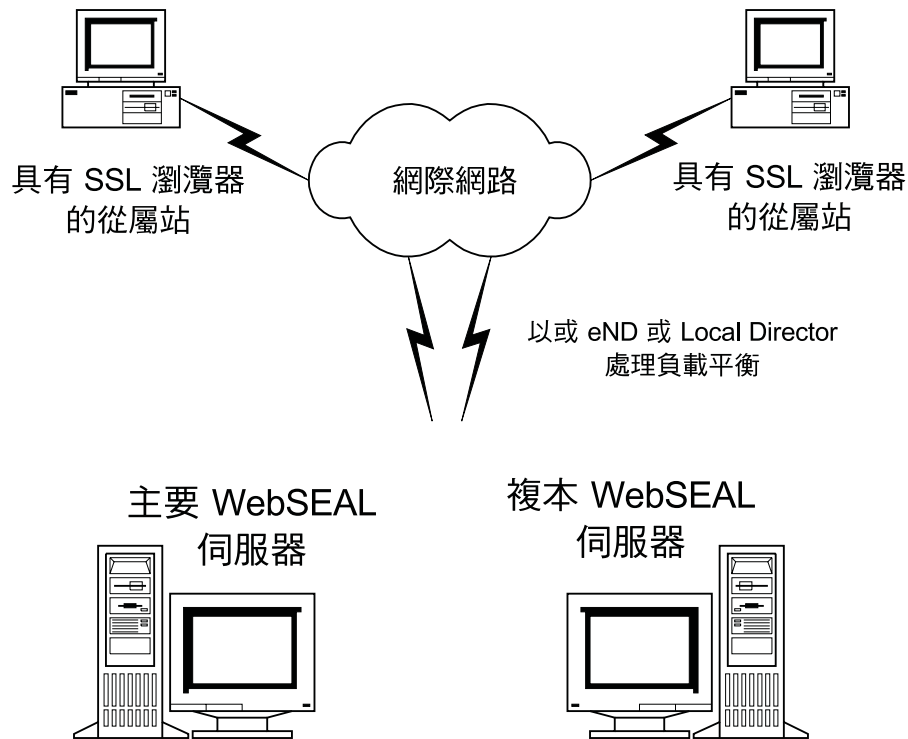 具有 SSL 瀏灠器
的從屬站
網際網路
具有 SSL 瀏灠器
的從屬站
以或 eND 或 Local Director
處理負載平衡
主要 WebSEAL
伺服器
複本 WebSEAL
伺服器